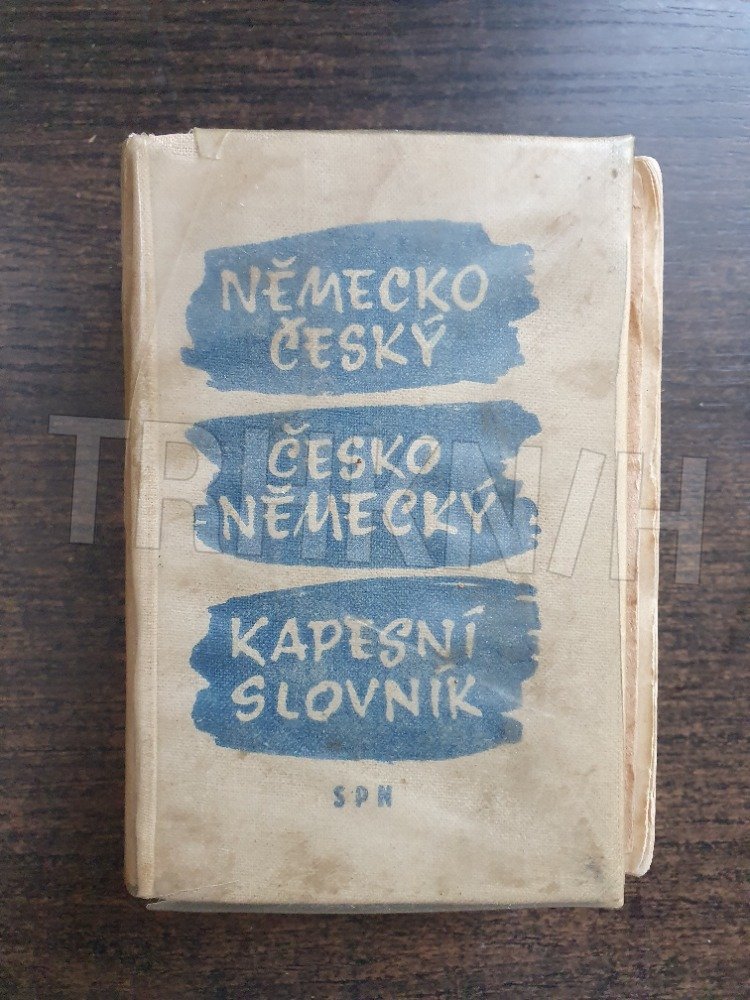 NĚMECKO
ČESKÝ
ČESKO
NĚMECKÝ
KAPESNÍ
SLOVNÍK
SPN